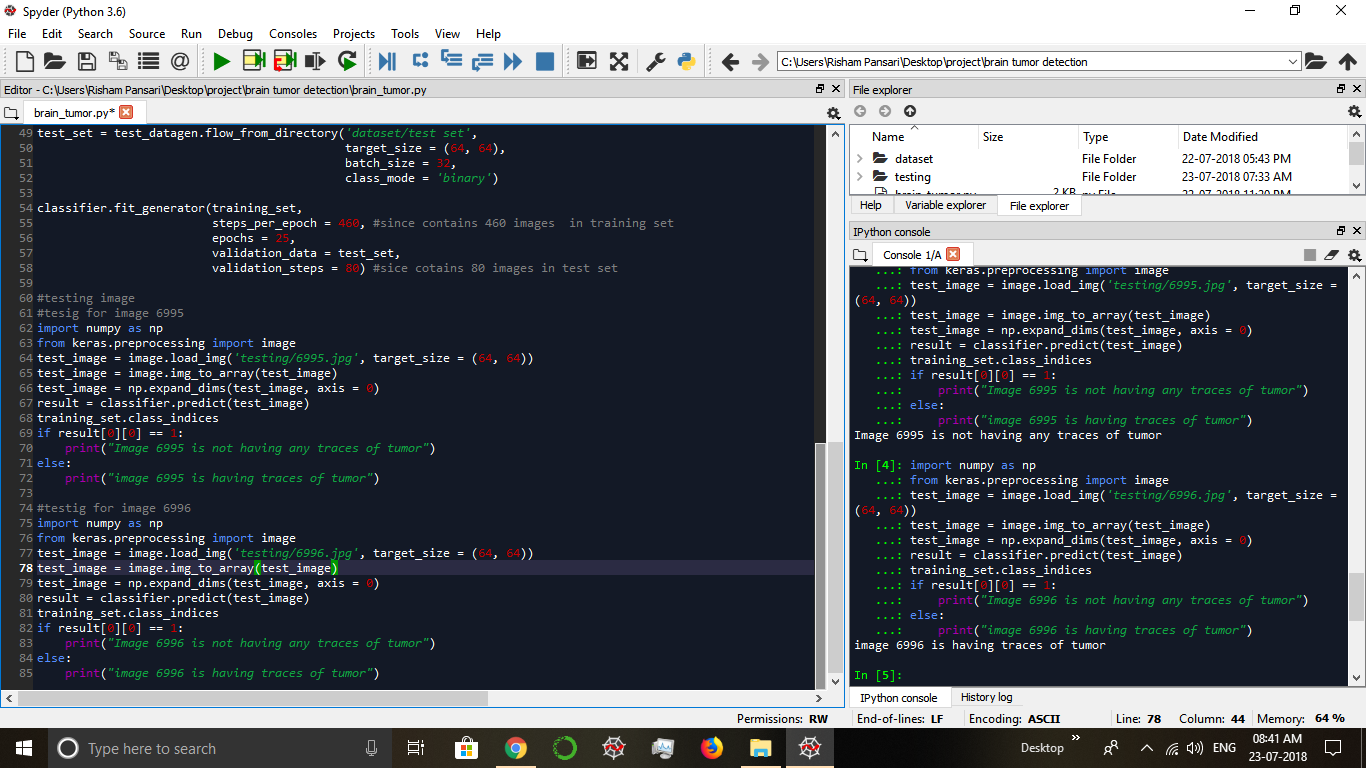 Spyder (Python 3.6)
File Edit Search Source Run Debug Consoles Projects Tools View Help
C:\Users\Risham Pansari\Desktop\project\brain tumor detection
Editor - C:\Users\Risham Pansari\Desktop\project\brain tumor detection\brain_tumor.py
brain_tumor.py*
49 test_set = test_datagen.flow_from_directory('dataset/test set',
50 target_size = (64, 64),
51 batch_size = 32,
52 class_mode = 'binary')
53
54 classifier.fit_generator(training_set,
55 steps_per_epoch = 460, #since contains 460 images  in training set
56 epochs = 25,
57 validation_data = test_set,
58 validation_steps = 80) #sice cotains 80 images in test set
59
60 #testing image
61 #tesig for image 6995
62 import numpy as np
63 from keras.preprocessing import image
64 test_image = image.load_img('testing/6995.jpg', target_size = (64, 64))
65 test_image = image.img_to_array(test_image)
66 test_image = np.expand_dims(test_image, axis = 0)
67 result = classifier.predict(test_image)
68 training_set.class_indices
69 if result[0][0] == 1:
70 print("Image 6995 is not having any traces of tumor")
71 else:
72 print("image 6995 is having traces of tumor")
73
74 #testig for image 6996
75 import numpy as np
76 from keras.preprocessing import image
77 test_image = image.load_img('testing/6996.jpg', target_size = (64, 64))
78 test_image = image.img_to_array(test_image)
79 test_image = np.expand_dims(test_image, axis = 0)
80 result = classifier.predict(test_image)
81 training_set.class_indices
82 if result[0][0] == 1:
83 print("Image 6996 is not having any traces of tumor")
84 else:
85 print("image 6996 is having traces of tumor")
File explorer
Name Size Type Date Modified
dataset File Folder 22-07-2018 05:43 PM
testing File Folder 23-07-2018 07:33 AM
brain_tumor.py 2 KB py File 22-07-2018 11:20 PM
Help Variable explorer File explorer
IPython console
Console 1/A
...: from keras.preprocessing import image
...: test_image = image.load_img('testing/6995.jpg', target_size =
(64, 64))
...: test_image = image.img_to_array(test_image)
...: test_image = np.expand_dims(test_image, axis = 0)
...: result = classifier.predict(test_image)
...: training_set.class_indices
...: if result[0][0] == 1:
...: print("Image 6995 is not having any traces of tumor")
...: else:
...: print("image 6995 is having traces of tumor")
Image 6995 is not having any traces of tumor
In [4]: import numpy as np
...: from keras.preprocessing import image
...: test_image = image.load_img('testing/6996.jpg', target_size =
(64, 64))
...: test_image = image.img_to_array(test_image)
...: test_image = np.expand_dims(test_image, axis = 0)
...: result = classifier.predict(test_image)
...: training_set.class_indices
...: if result[0][0] == 1:
...: print("Image 6996 is not having any traces of tumor")
...: else:
...: print("image 6996 is having traces of tumor")
image 6996 is having traces of tumor
In [5]:
IPython console History log
Permissions: RW End-of-lines: LF Encoding: ASCII Line: 78 Column: 44 Memory: 64 %
Type here to search
Desktop
ENG
08:41 AM
23-07-2018